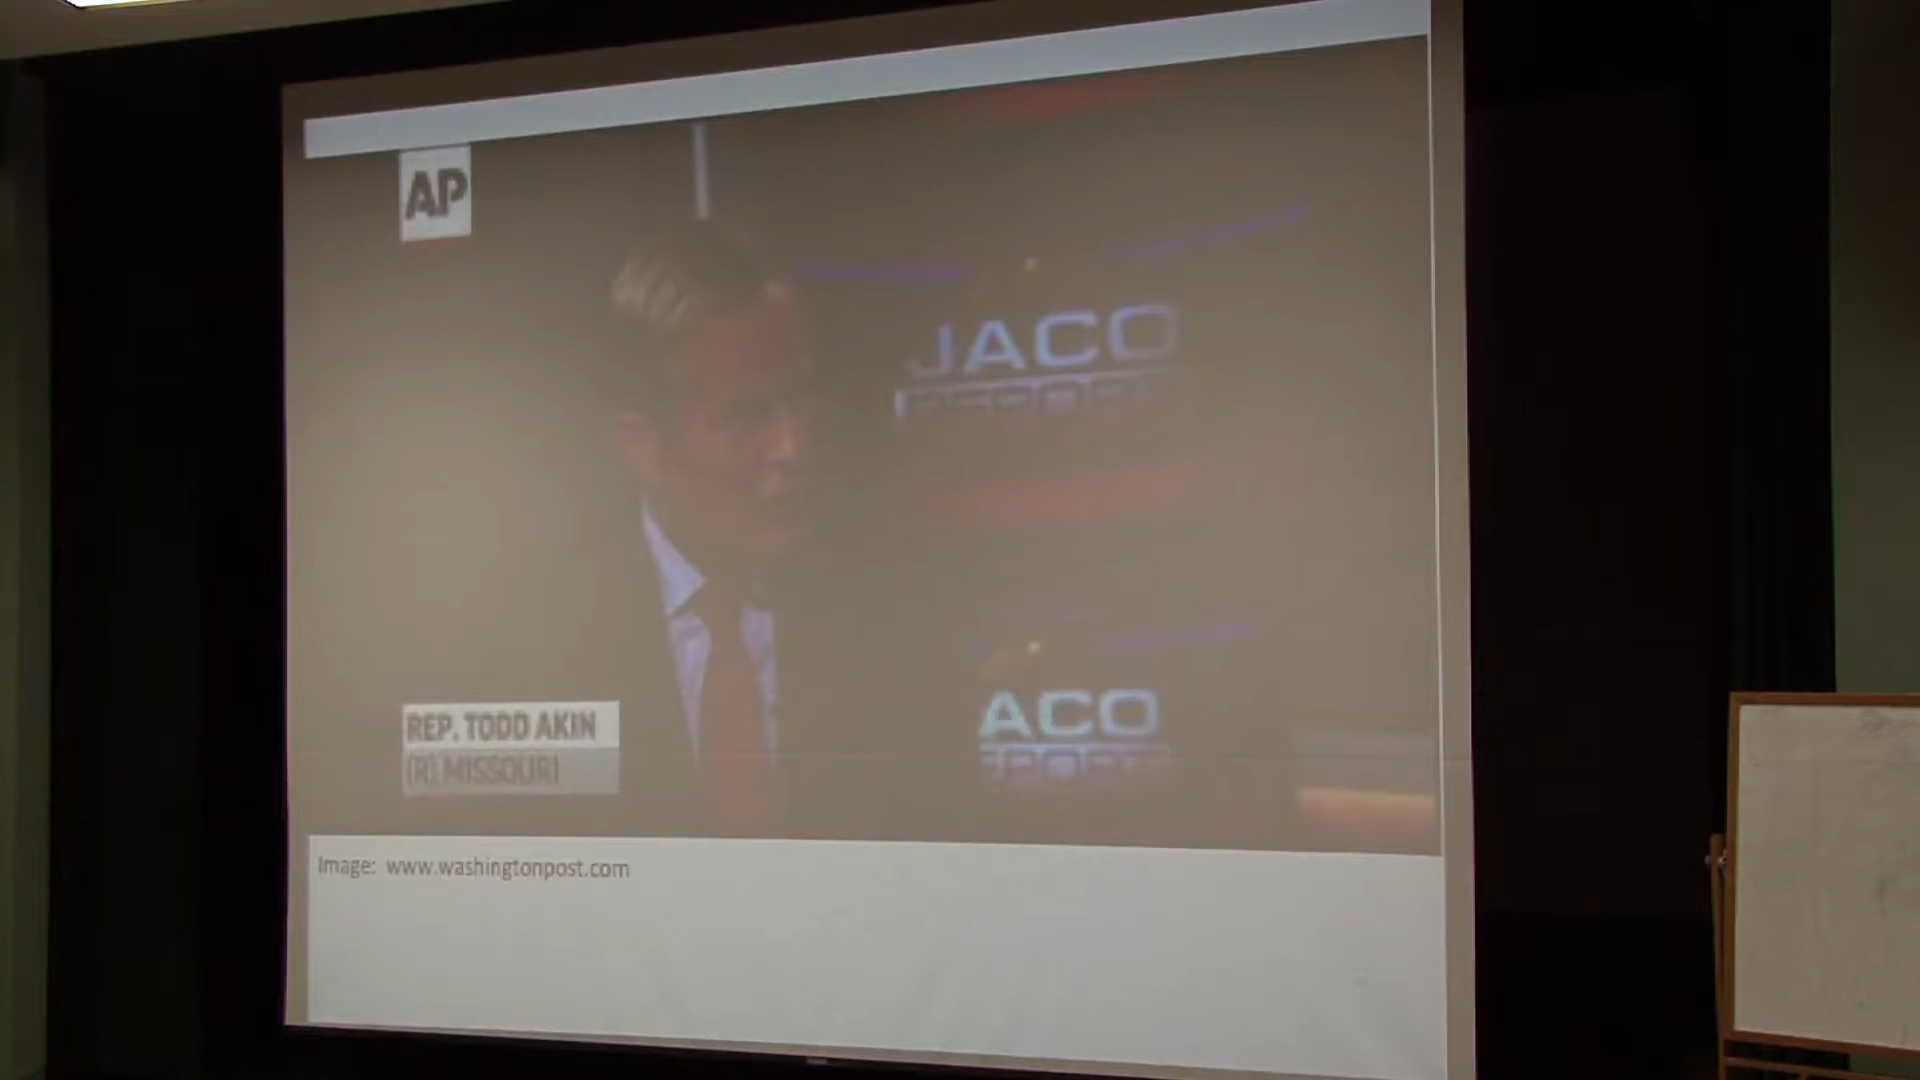 AP
JACO
REP. TODD AKIN
(R) MISSOURI
ACO
Image: www.washingtonpost.com